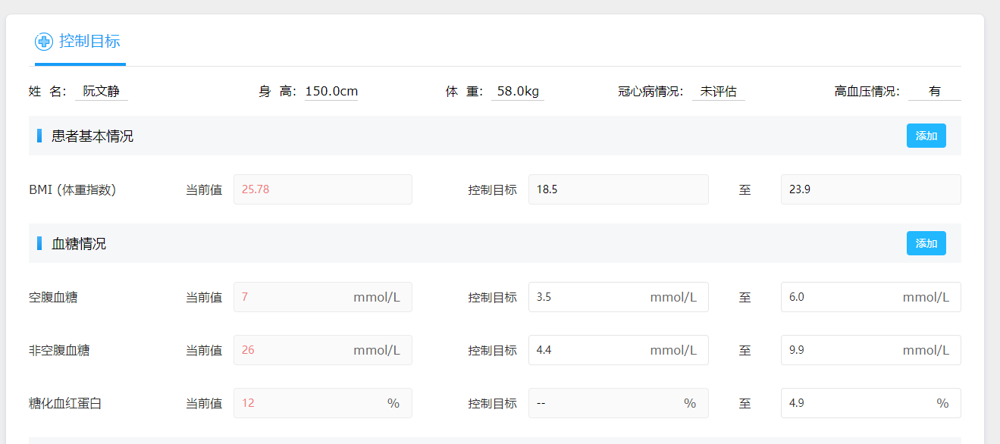 控制目标
姓 名： 阮文静 身 高： 150.0cm 体 重： 58.0kg 冠心病情况： 未评估 高血压情况： 有
患者基本情况 添加
BMI (体重指数) 当前值 25.78 控制目标 18.5 至 23.9
血糖情况 添加
空腹血糖 当前值 7 mmol/L 控制目标 3.5 mmol/L 至 6.0 mmol/L
非空腹血糖 当前值 26 mmol/L 控制目标 4.4 mmol/L 至 9.9 mmol/L
糖化血红蛋白 当前值 12 % 控制目标 -- % 至 4.9 %